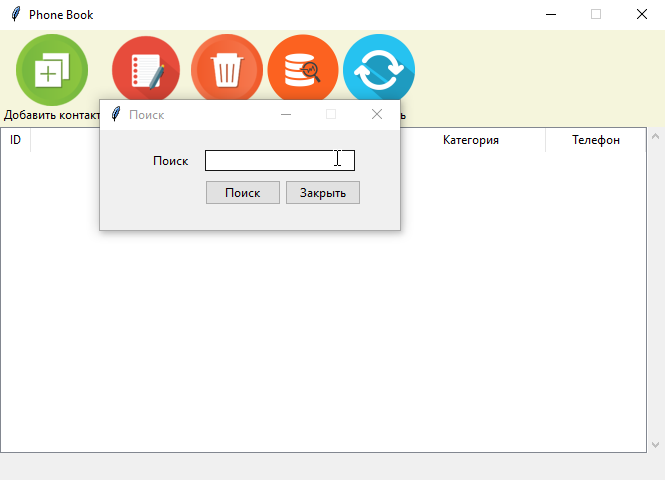 Phone Book
Добавить контакт
Поиск
ь
ID
Категория
Телефон
Поиск
Поиск
Закрыть